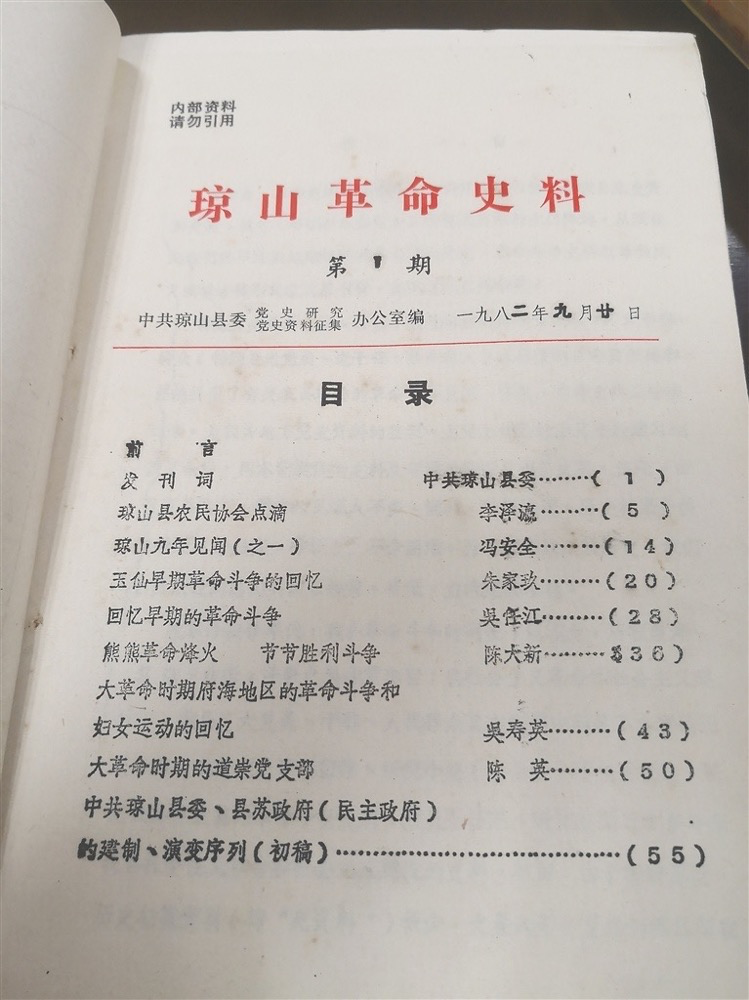 内部资料
请勿引用
琼山革命史料
第1期
中共琼山县委 党史研究 党史资料征集 办公室编 一九八二年九月廿日
目 录
前 言
发 刊 词 中共琼山县委………( 1 )
琼山县农民协会点滴 李泽瀛………( 5 )
琼山九年见闻(之一) 冯安全………(14)
玉仙早期革命斗争的回忆 朱家玖………(20)
回忆早期的革命斗争 吴任江………(28)
熊熊革命烽火 节节胜利斗争 陈大新………(36)
大革命时期府海地区的革命斗争和
妇女运动的回忆 吴寿英………(43)
大革命时期的道崇党支部 陈 英………(50)
中共琼山县委、县苏政府(民主政府)
的建制、演变序列(初稿)……………………………(55)